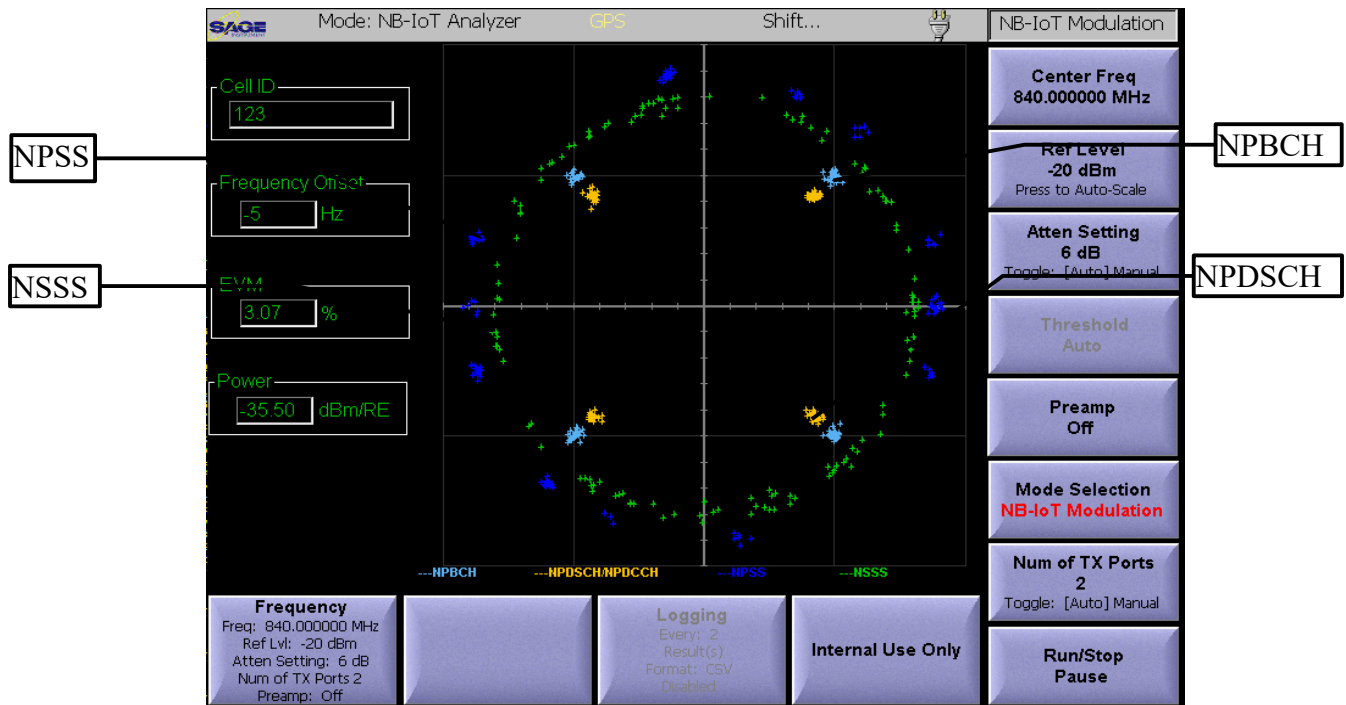 SAGE
Mode: NB-IoT Analyzer
GPS
Shift...
NB-IoT Modulation
Cell ID
123
Frequency Offset
-5 Hz
EVM
3.07 %
Power
-35.50 dBm/RE
NPSS
NSSS
NPBCH
NPDSCH
Center Freq
840.000000 MHz
Ref Level
-20 dBm
Press to Auto-Scale
Atten Setting
6 dB
Toggle: [Auto] Manual
Threshold
Auto
Preamp
Off
Mode Selection
NB-IoT Modulation
Num of TX Ports
2
Toggle: [Auto] Manual
Run/Stop
Pause
---NPBCH
---NPDSCH/NPDCCH
---NPSS
---NSSS
Frequency
Freq: 840.000000 MHz
Ref Lvl: -20 dBm
Atten Setting: 6 dB
Num of TX Ports 2
Preamp: Off
Logging
Every: 2
Result(s)
Format: CSV
Disabled
Internal Use Only